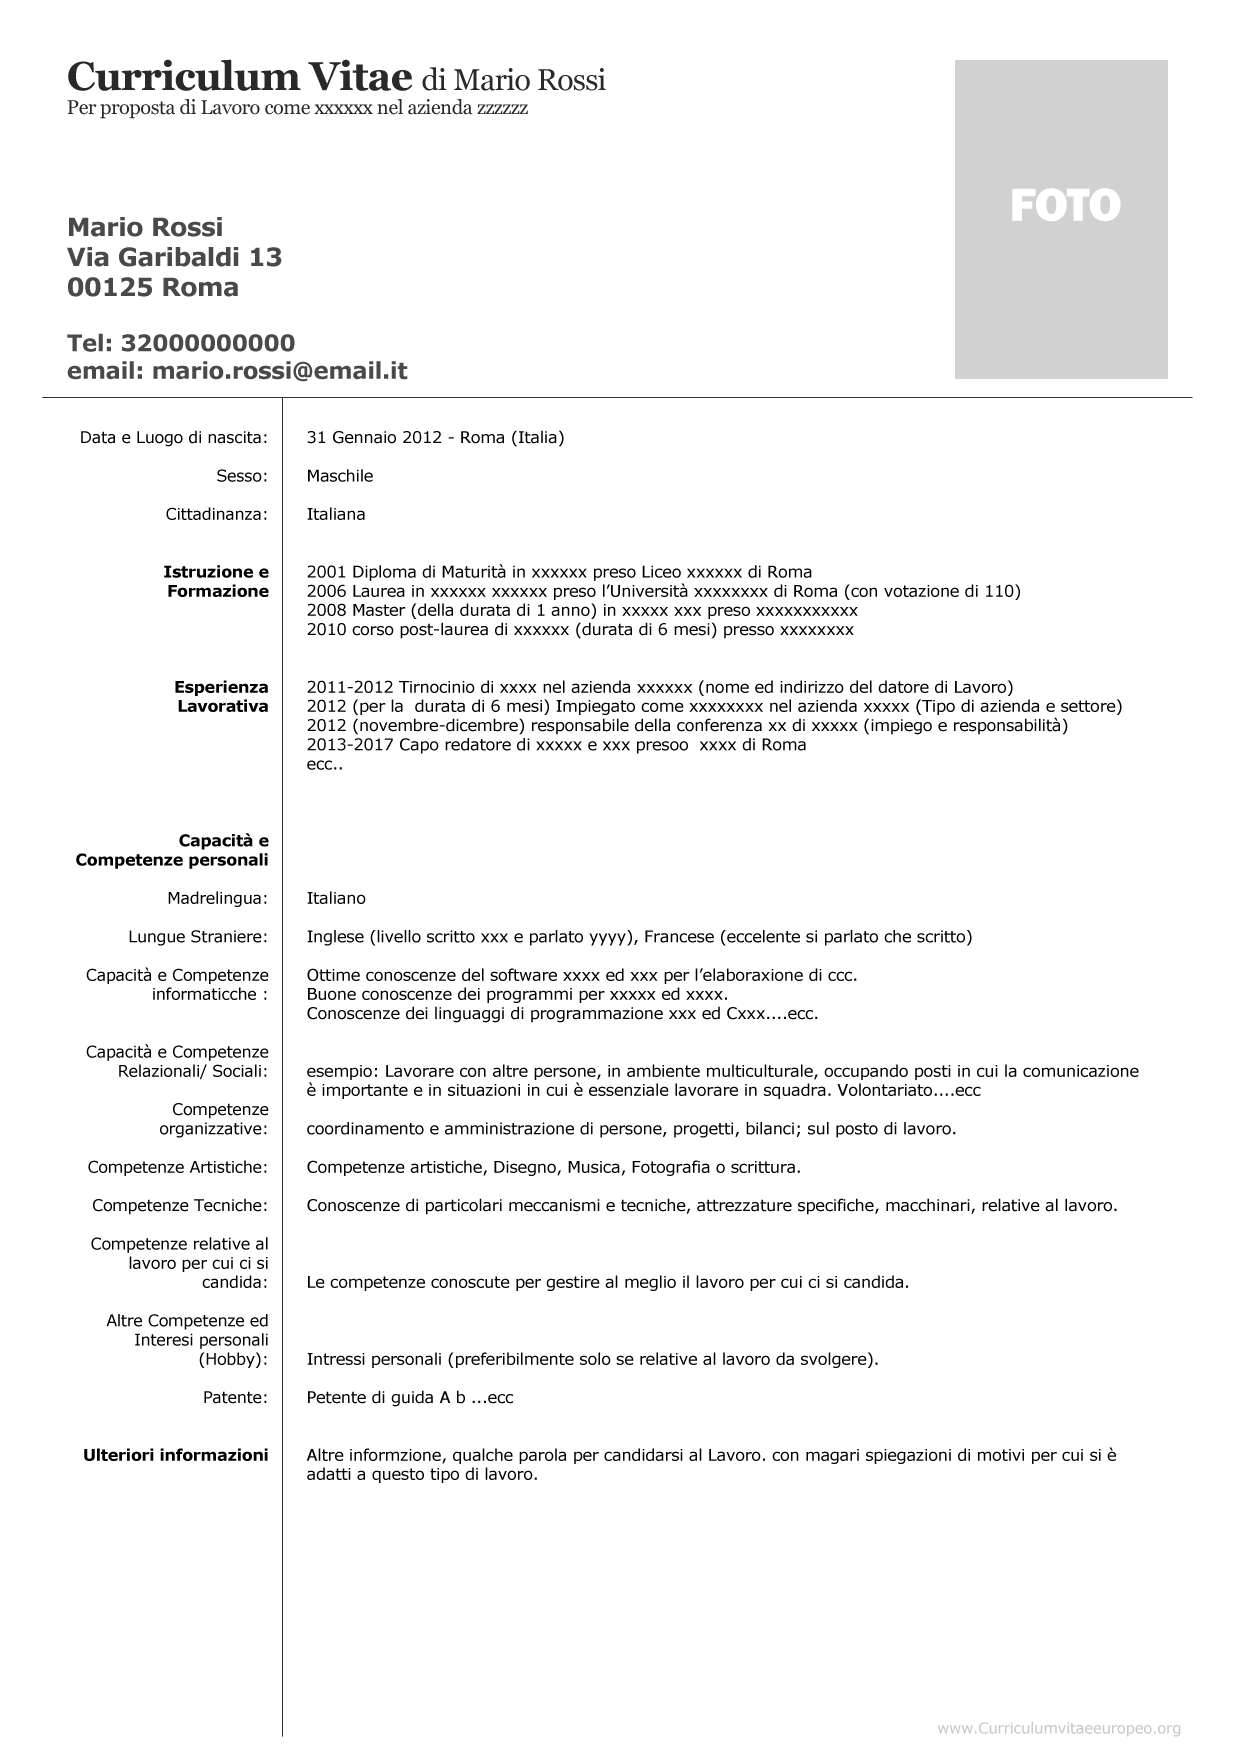 Curriculum Vitae di Mario Rossi
Per proposta di Lavoro come xxxxxx nel azienda zzzzzz
FOTO
Mario Rossi
Via Garibaldi 13
00125 Roma
Tel: 32000000000
email: mario.rossi@email.it
Data e Luogo di nascita: 31 Gennaio 2012 - Roma (Italia)
Sesso: Maschile
Cittadinanza: Italiana
Istruzione e 2001 Diploma di Maturità in xxxxxx preso Liceo xxxxxx di Roma
Formazione 2006 Laurea in xxxxxx xxxxxx preso l'Università xxxxxxxx di Roma (con votazione di 110)
2008 Master (della durata di 1 anno) in xxxxx xxx preso xxxxxxxxxxx
2010 corso post-laurea di xxxxxx (durata di 6 mesi) presso xxxxxxxx
Esperienza 2011-2012 Tirnocinio di xxxx nel azienda xxxxxx (nome ed indirizzo del datore di Lavoro)
Lavorativa 2012 (per la  durata di 6 mesi) Impiegato come xxxxxxxx nel azienda xxxxx (Tipo di azienda e settore)
2012 (novembre-dicembre) responsabile della conferenza xx di xxxxx (impiego e responsabilità)
2013-2017 Capo redatore di xxxxx e xxx presoo  xxxx di Roma
ecc..
Capacità e
Competenze personali
Madrelingua: Italiano
Lungue Straniere: Inglese (livello scritto xxx e parlato yyyy), Francese (eccelente si parlato che scritto)
Capacità e Competenze Ottime conoscenze del software xxxx ed xxx per l'elaboraxione di ccc.
informaticche : Buone conoscenze dei programmi per xxxxx ed xxxx.
Conoscenze dei linguaggi di programmazione xxx ed Cxxx....ecc.
Capacità e Competenze
Relazionali/ Sociali: esempio: Lavorare con altre persone, in ambiente multiculturale, occupando posti in cui la comunicazione
è importante e in situazioni in cui è essenziale lavorare in squadra. Volontariato....ecc
Competenze
organizzative: coordinamento e amministrazione di persone, progetti, bilanci; sul posto di lavoro.
Competenze Artistiche: Competenze artistiche, Disegno, Musica, Fotografia o scrittura.
Competenze Tecniche: Conoscenze di particolari meccanismi e tecniche, attrezzature specifiche, macchinari, relative al lavoro.
Competenze relative al
lavoro per cui ci si
candida: Le competenze conoscute per gestire al meglio il lavoro per cui ci si candida.
Altre Competenze ed
Interesi personali
(Hobby): Intressi personali (preferibilmente solo se relative al lavoro da svolgere).
Patente: Petente di guida A b ...ecc
Ulteriori informazioni Altre informzione, qualche parola per candidarsi al Lavoro. con magari spiegazioni di motivi per cui si è
adatti a questo tipo di lavoro.
www.Curriculumvitaeeuropeo.org